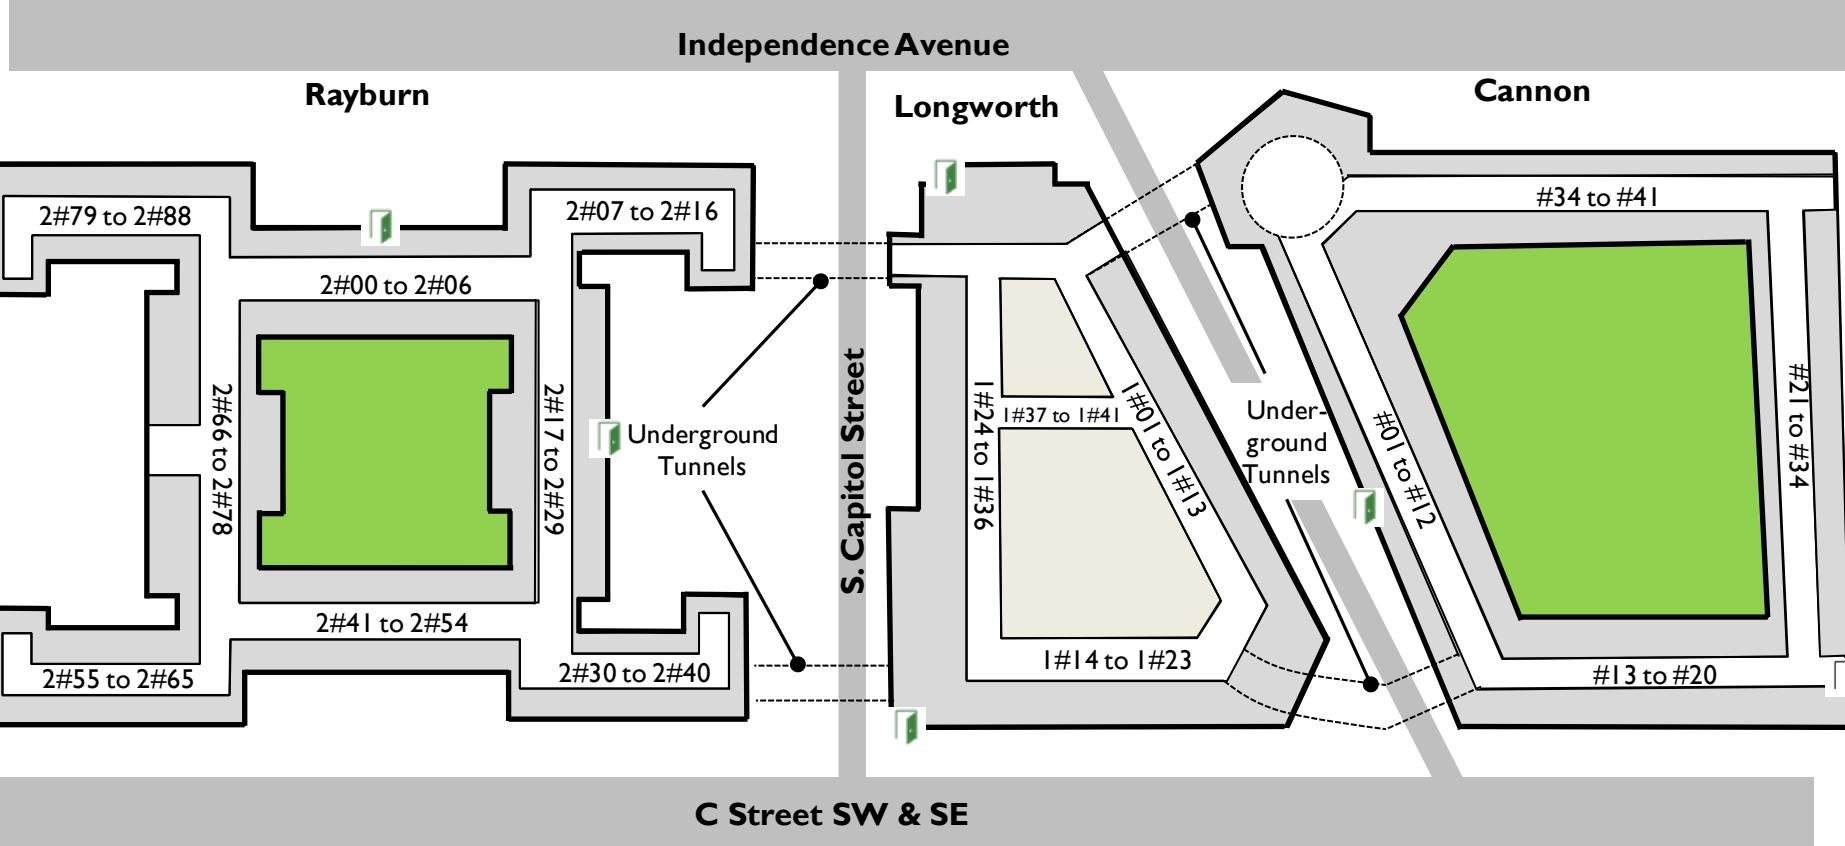 Independence Avenue
Rayburn
Longworth
Cannon
2#79 to 2#88
2#07 to 2#16
#34 to #41
2#00 to 2#06
2#66 to 2#78
2#17 to 2#29
Underground
Tunnels
S. Capitol Street
1#24 to 1#36
1#37 to 1#41
1#01 to 1#13
Under-
ground
Tunnels
#01 to #12
#21 to #34
2#41 to 2#54
2#55 to 2#65
2#30 to 2#40
1#14 to 1#23
#13 to #20
C Street SW & SE